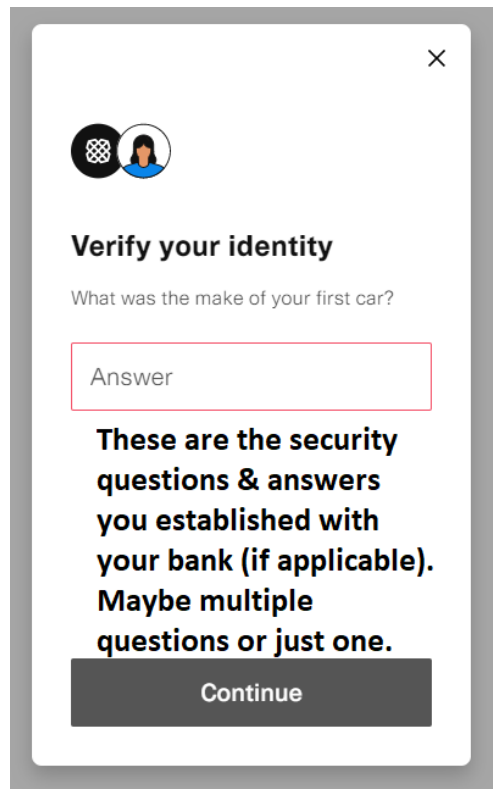 Verify your identity
What was the make of your first car?
Answer
These are the security
questions & answers
you established with
your bank (if applicable).
Maybe multiple
questions or just one.
Continue